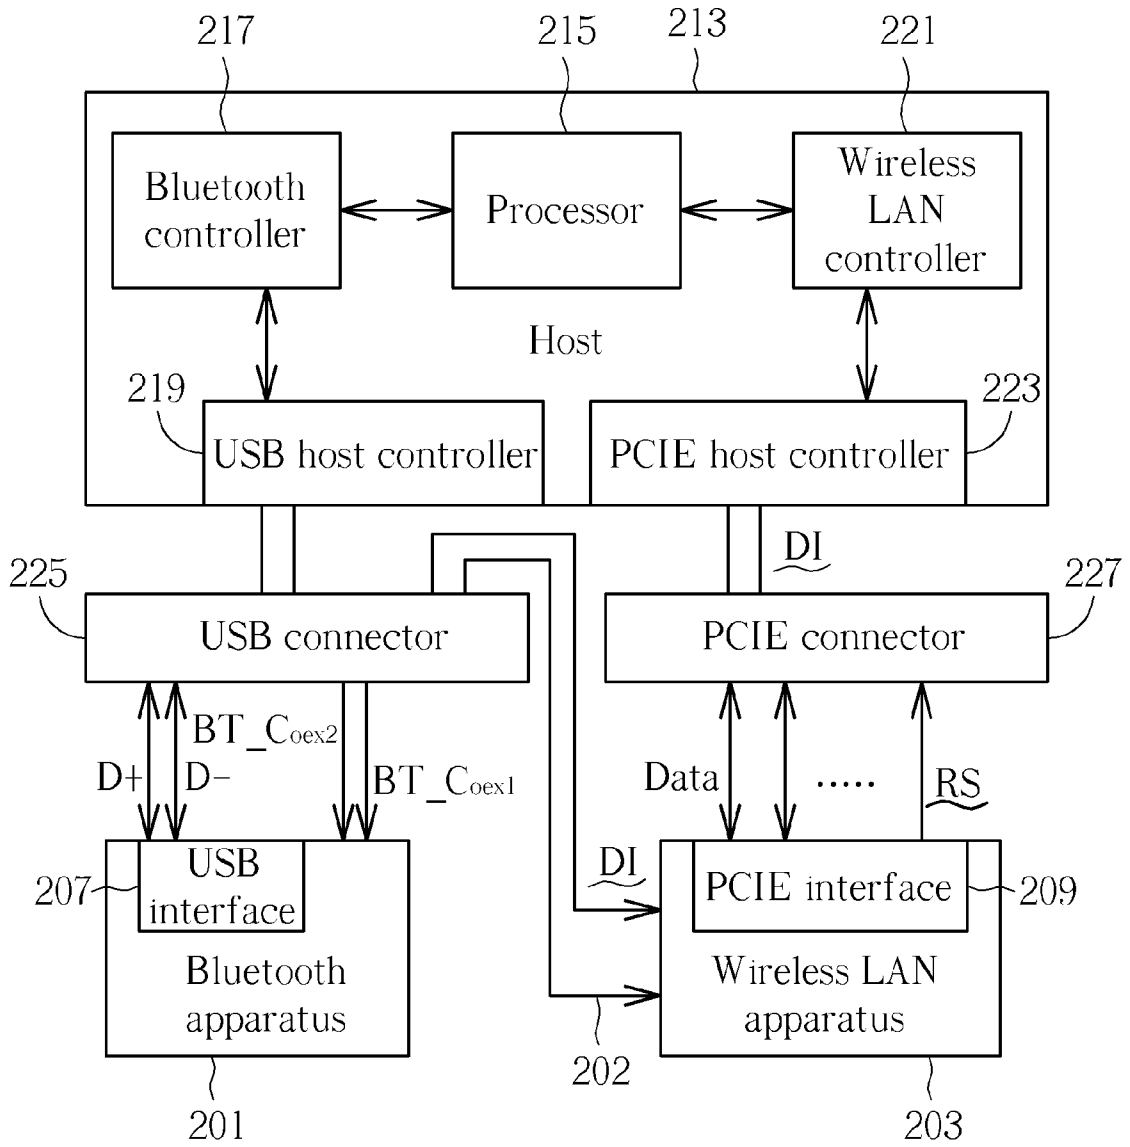 217
215
213
221
Bluetooth
controller
Processor
Wireless
LAN
controller
Host
219
223
USB host controller
PCIE host controller
DI
225
227
USB connector
PCIE connector
BT_Coex2
D+
D-
BT_Coex1
Data
.....
RS
DI
207
USB
interface
PCIE interface
209
Bluetooth
apparatus
Wireless LAN
apparatus
202
201
203